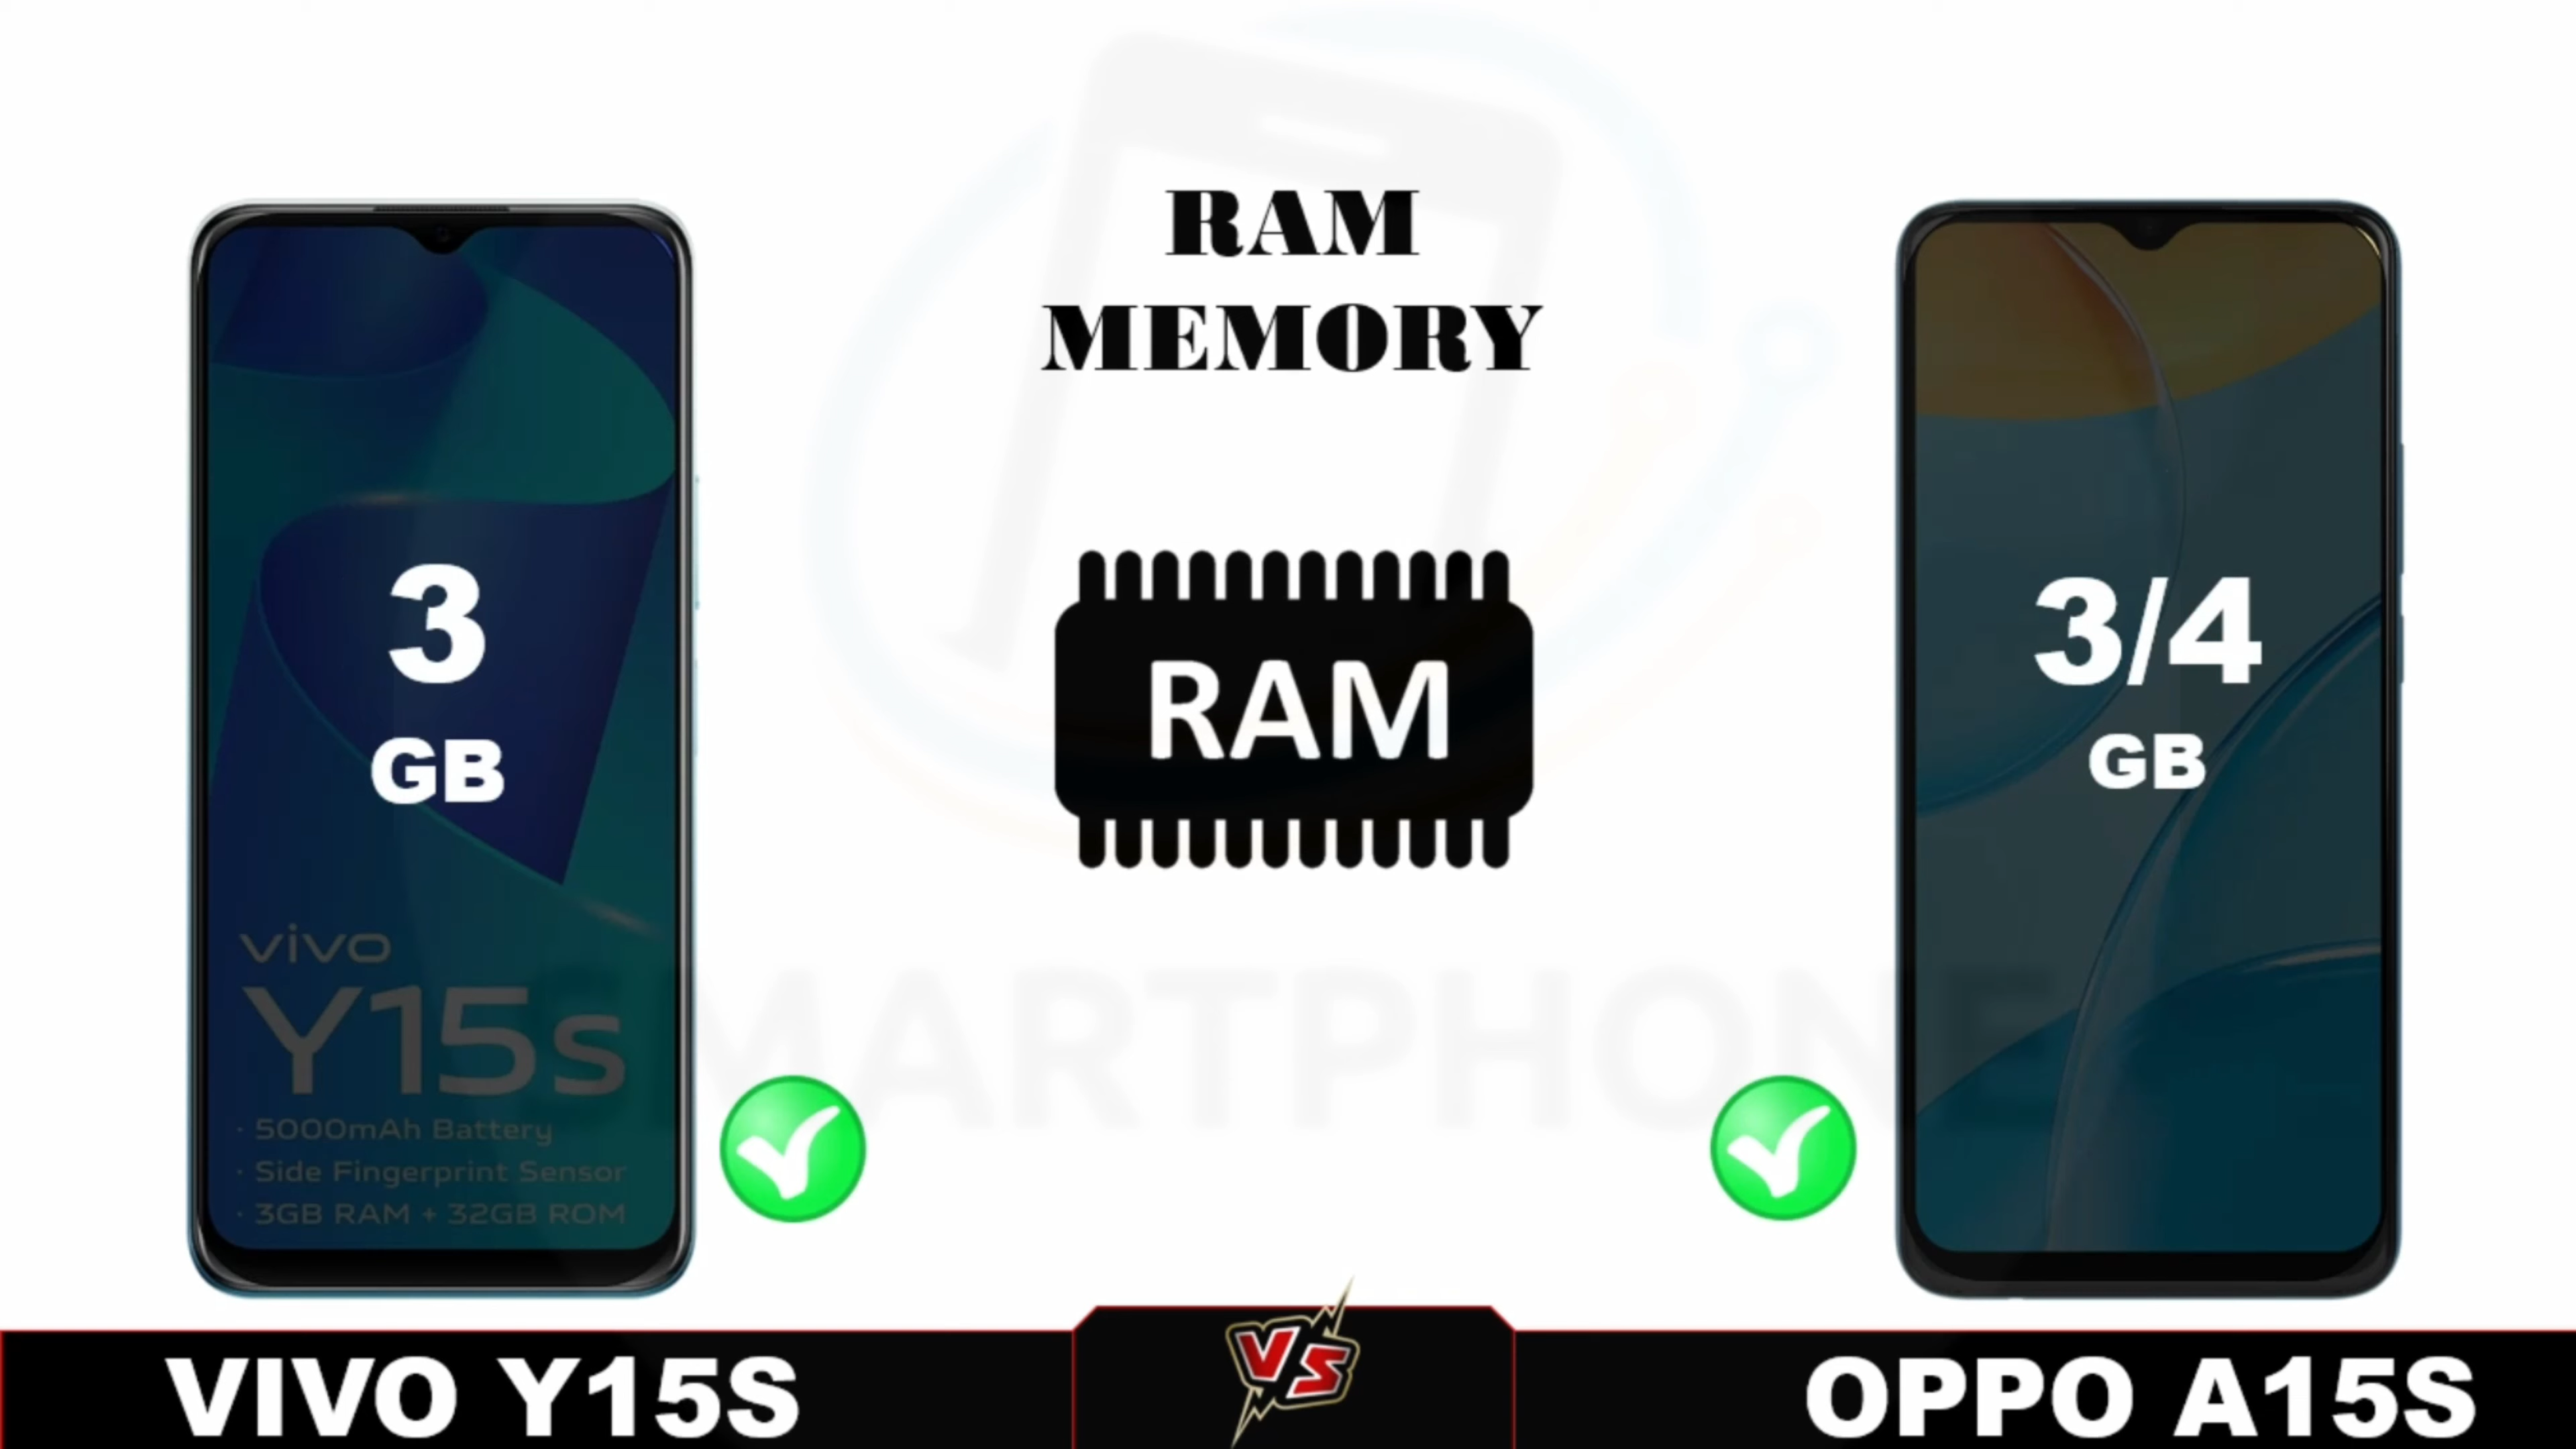 RAM
MEMORY
3
GB
RAM
3/4
GB
vivo
Y15s
· 5000mAh Battery
· Side Fingerprint Sensor
· 3GB RAM + 32GB ROM
SMARTPHONE
VIVO Y15S
VS
OPPO A15S